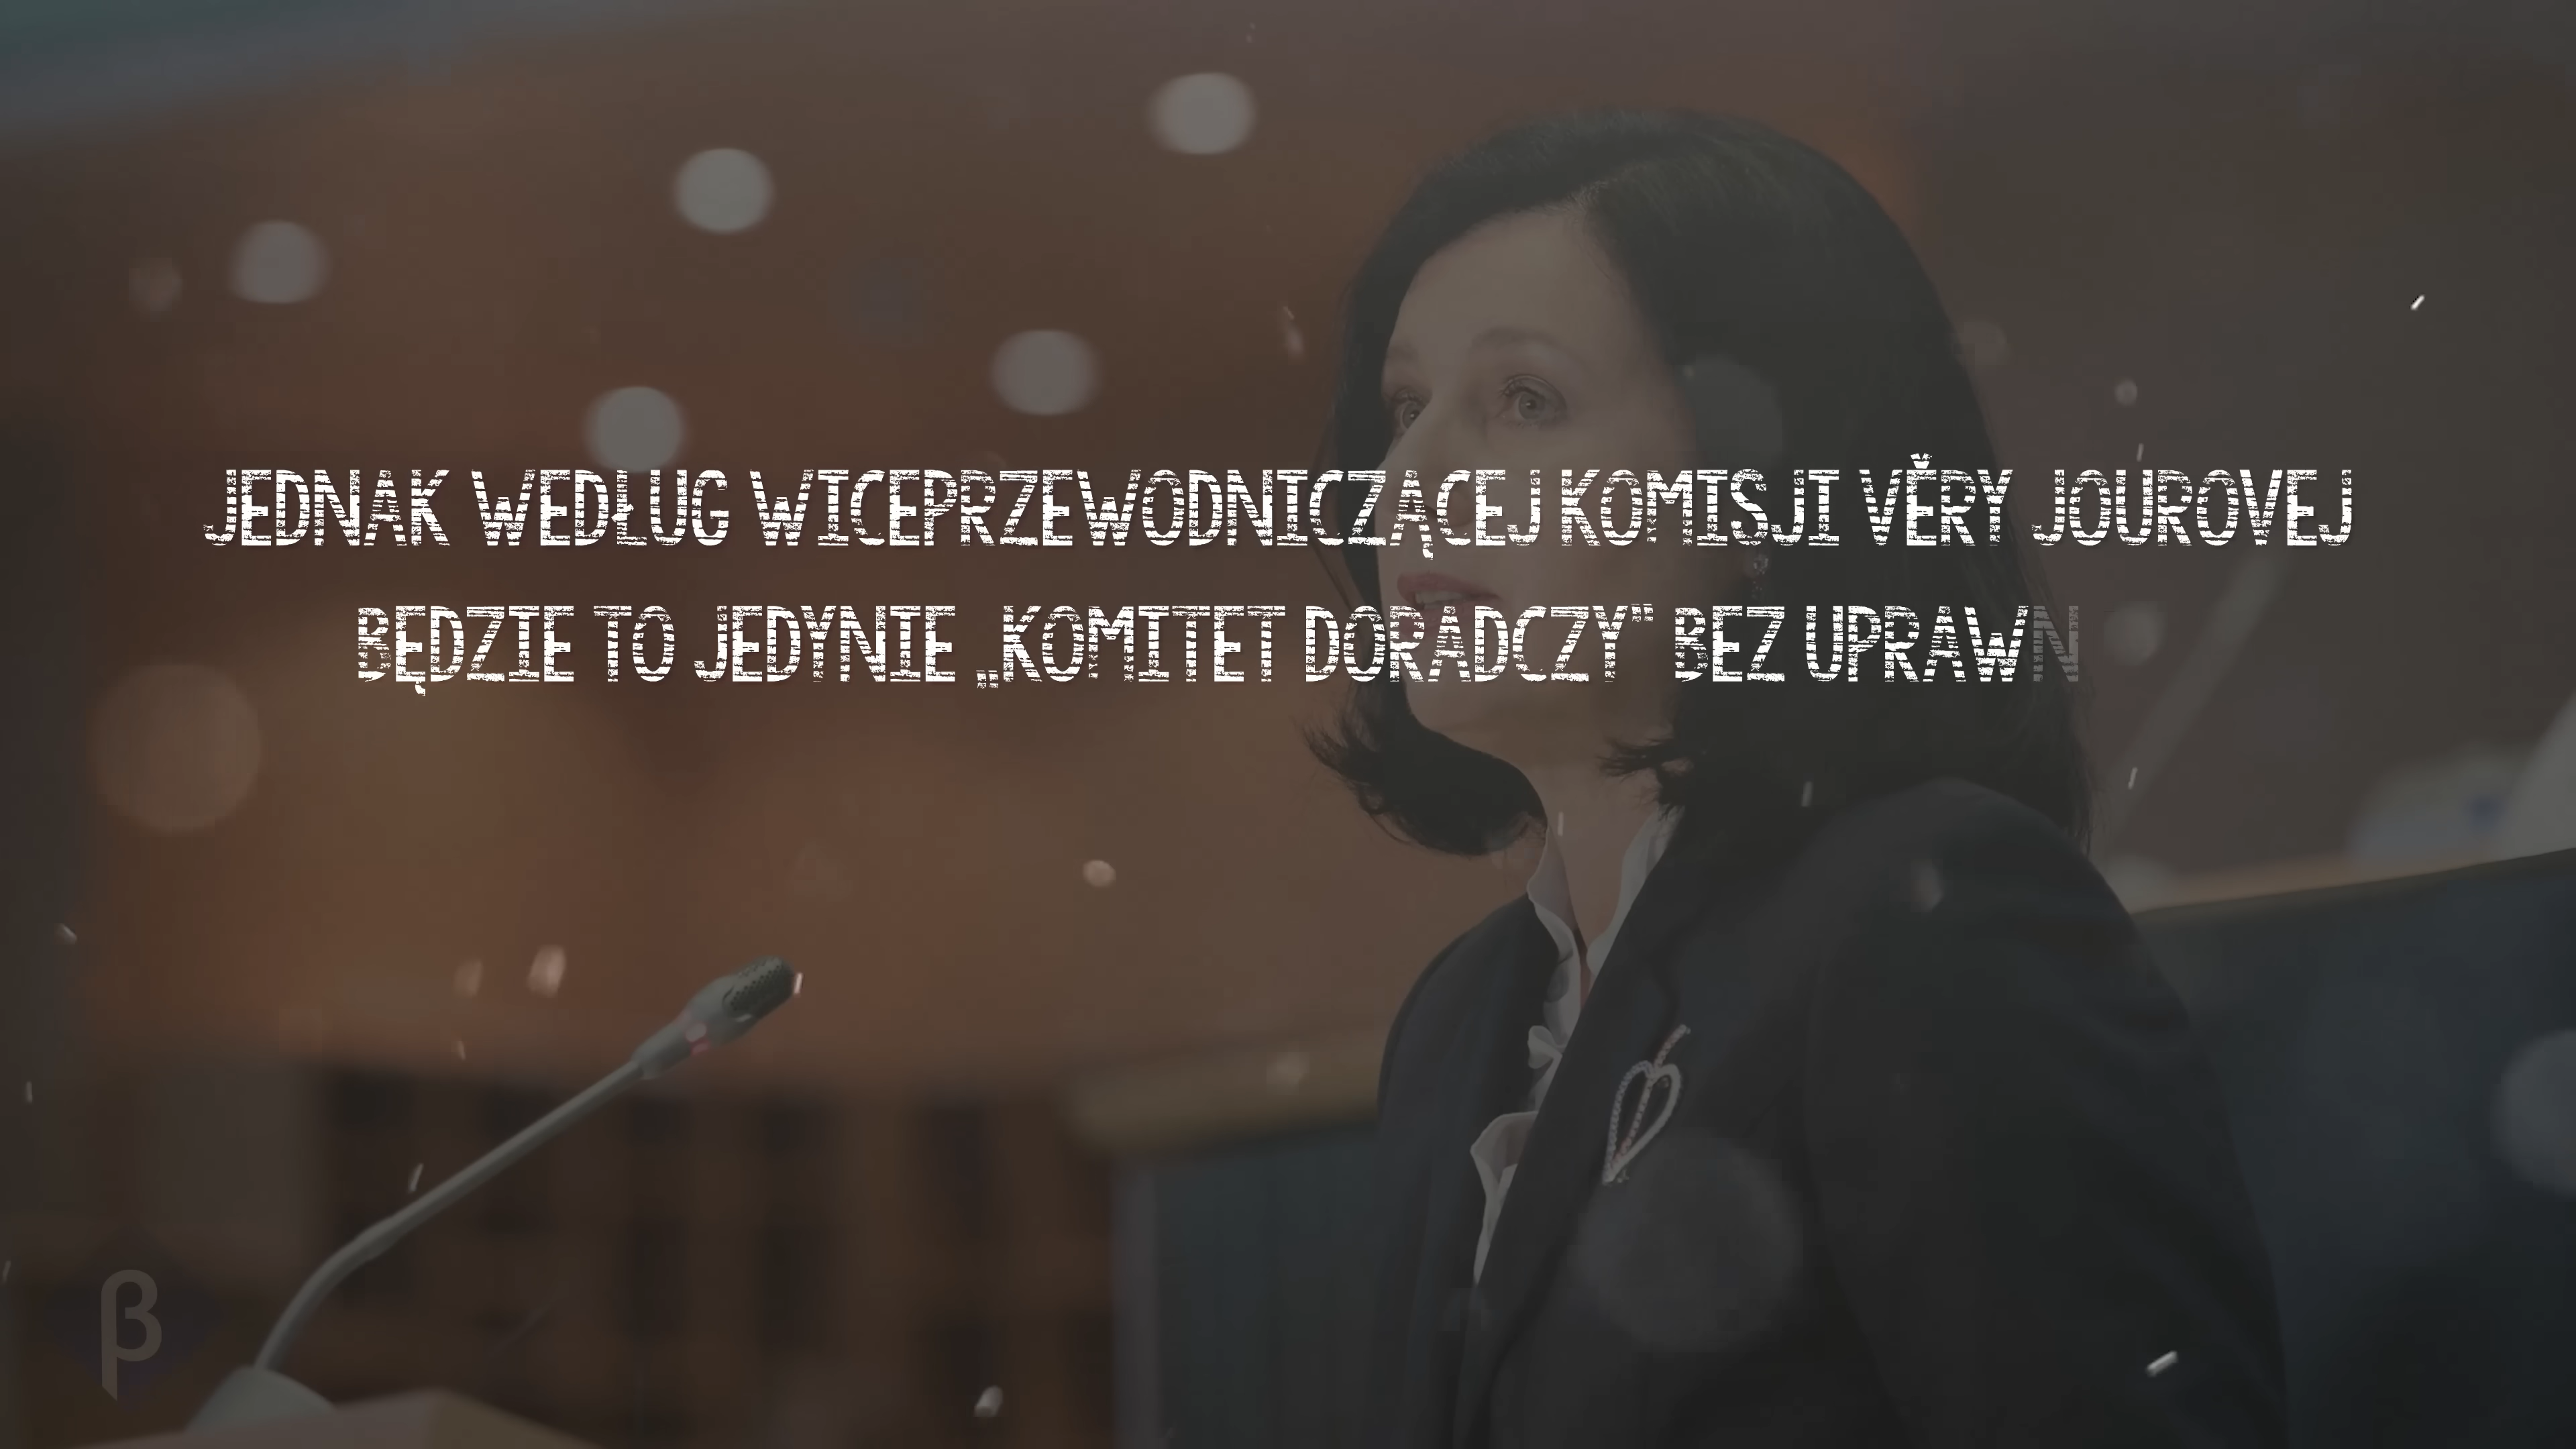 JEDNAK WEDŁUG WICEPRZEWODNICZĄCEJ KOMISJI VĚRY JOUROVEJ
BĘDZIE TO JEDYNIE „KOMITET DORADCZY” BEZ UPRAWN
β